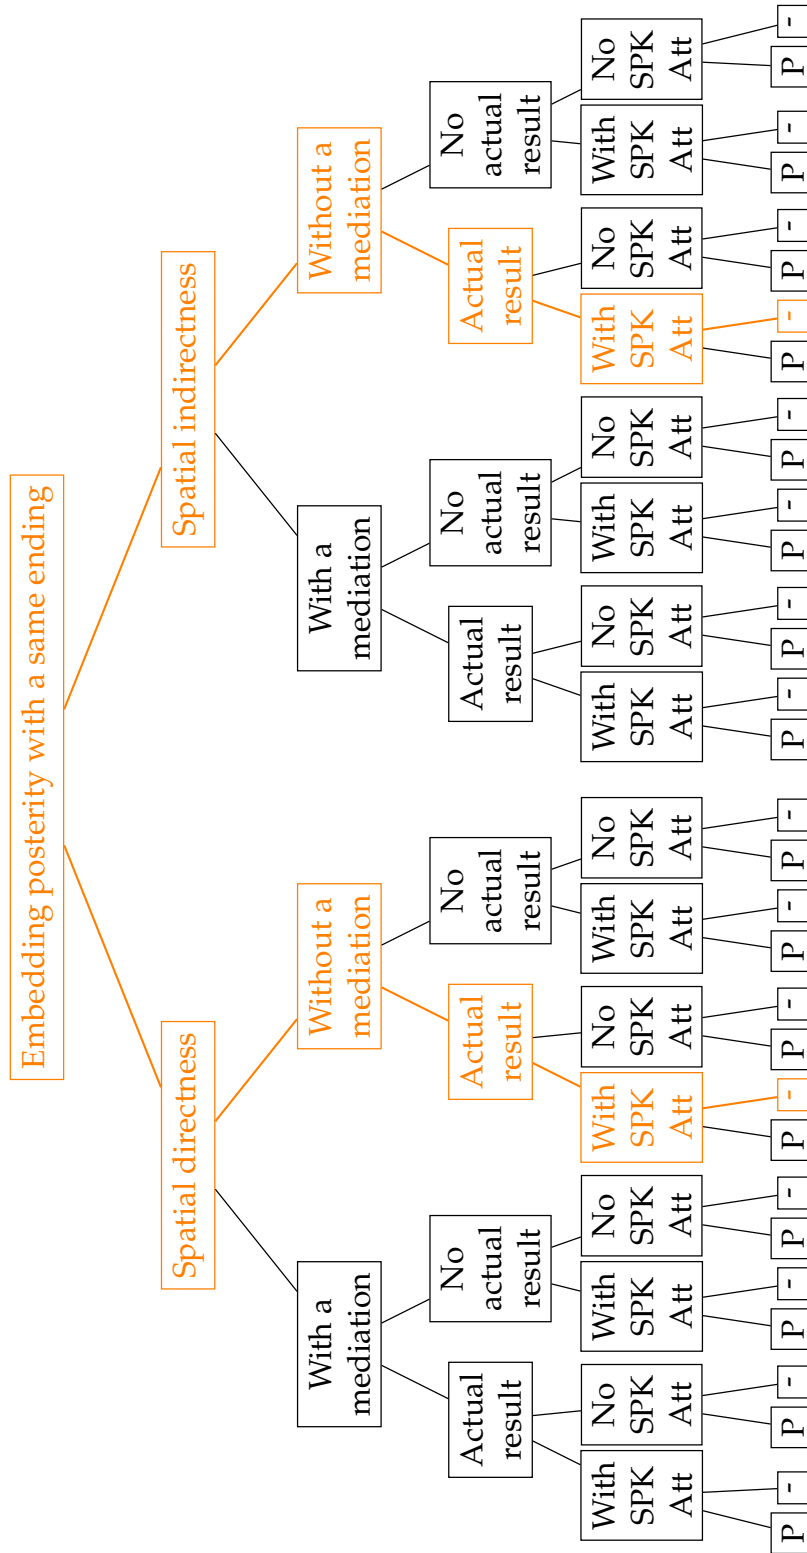 Embedding posterity with a same ending
Spatial directness
Spatial indirectness
With a
mediation
Without a
mediation
With a
mediation
Without a
mediation
Actual
result
No
actual
result
Actual
result
No
actual
result
Actual
result
No
actual
result
Actual
result
No
actual
result
With
SPK
Att
No
SPK
Att
With
SPK
Att
No
SPK
Att
With
SPK
Att
No
SPK
Att
With
SPK
Att
No
SPK
Att
With
SPK
Att
No
SPK
Att
With
SPK
Att
No
SPK
Att
With
SPK
Att
No
SPK
Att
With
SPK
Att
No
SPK
Att
P - P - P - P - P - P - P - P - P - P - P - P - P - P - P - P -